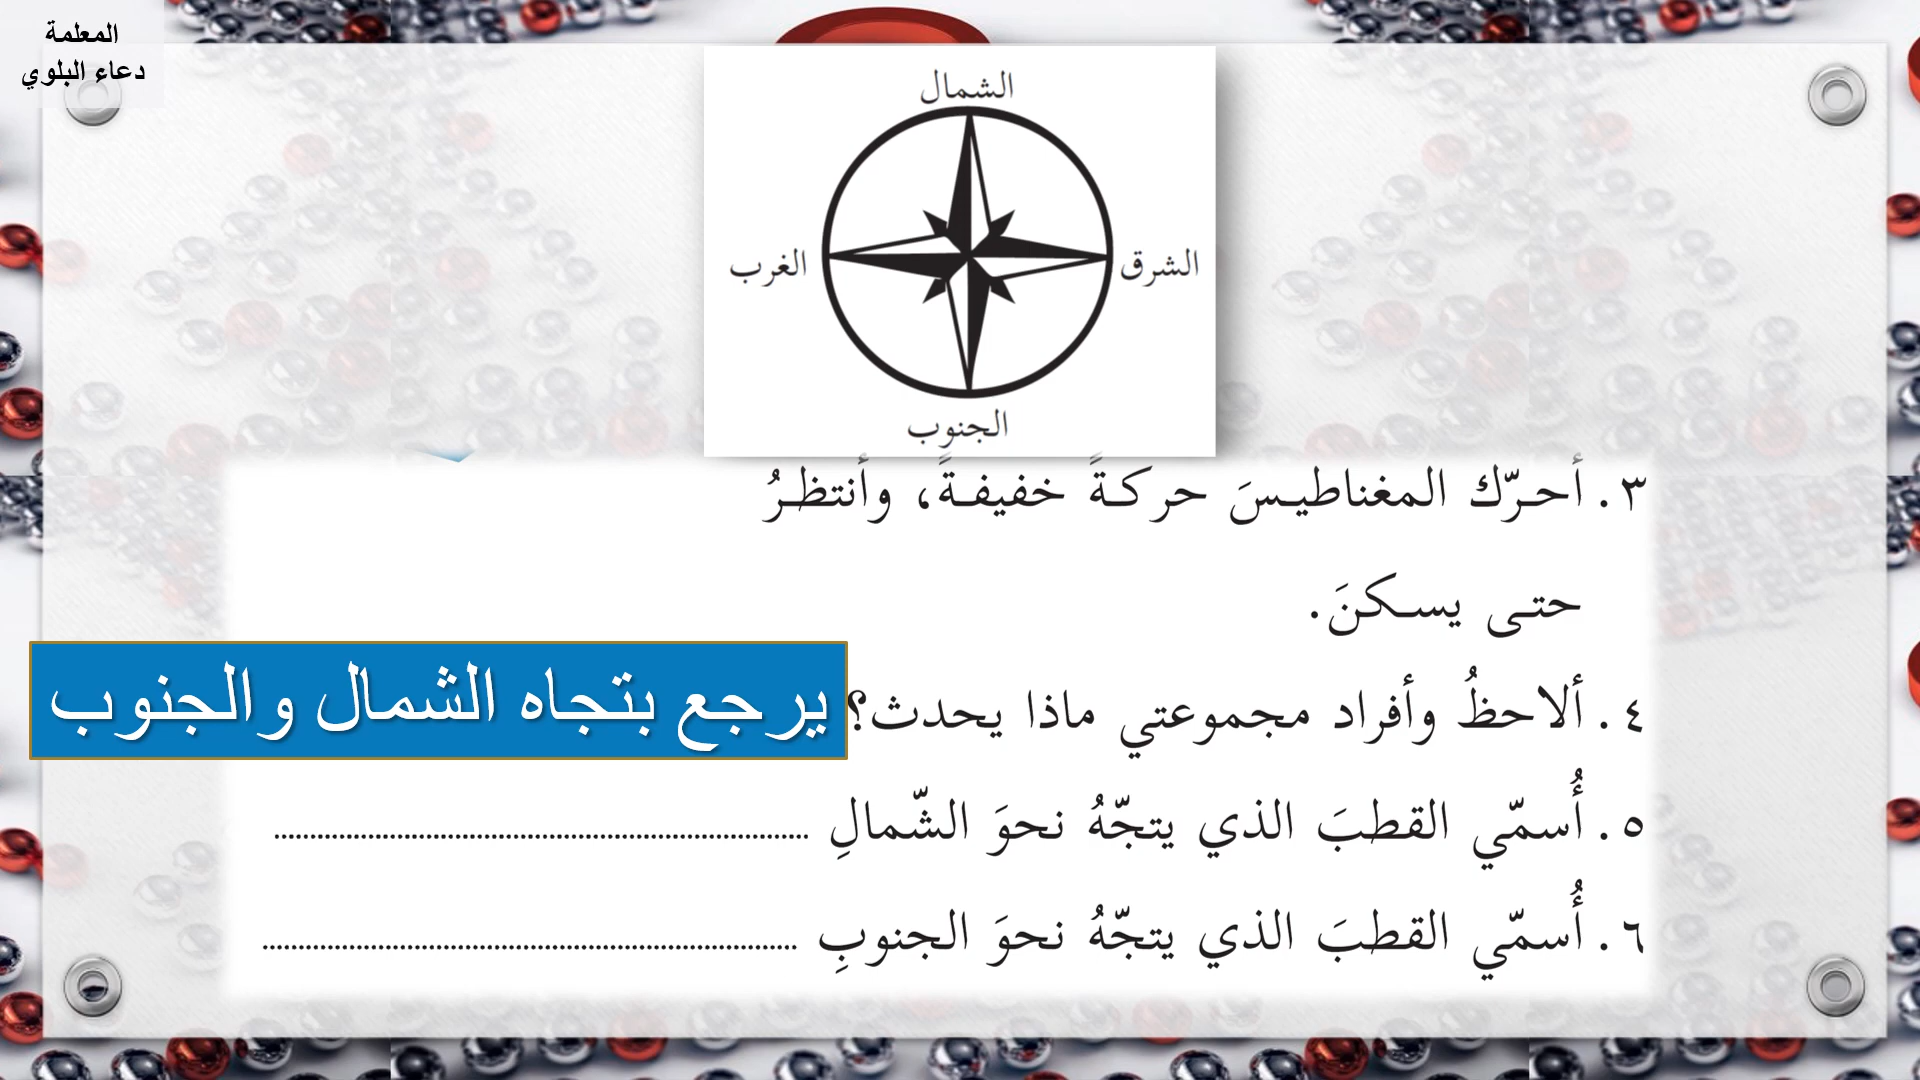 المعلمة
دعاء البلوي
الشمال
الغرب
الشرق
الجنوب
٣. أحرّك المغناطيسَ حركةً خفيفةً، وأنتظرُ
حتى يسكنَ.
٤. ألاحظُ وأفراد مجموعتي ماذا يحدث؟ يرجع بتجاه الشمال والجنوب
٥. أُسمّي القطبَ الذي يتجّهُ نحوَ الشّمالِ ........................................
٦. أُسمّي القطبَ الذي يتجّهُ نحوَ الجنوبِ ........................................